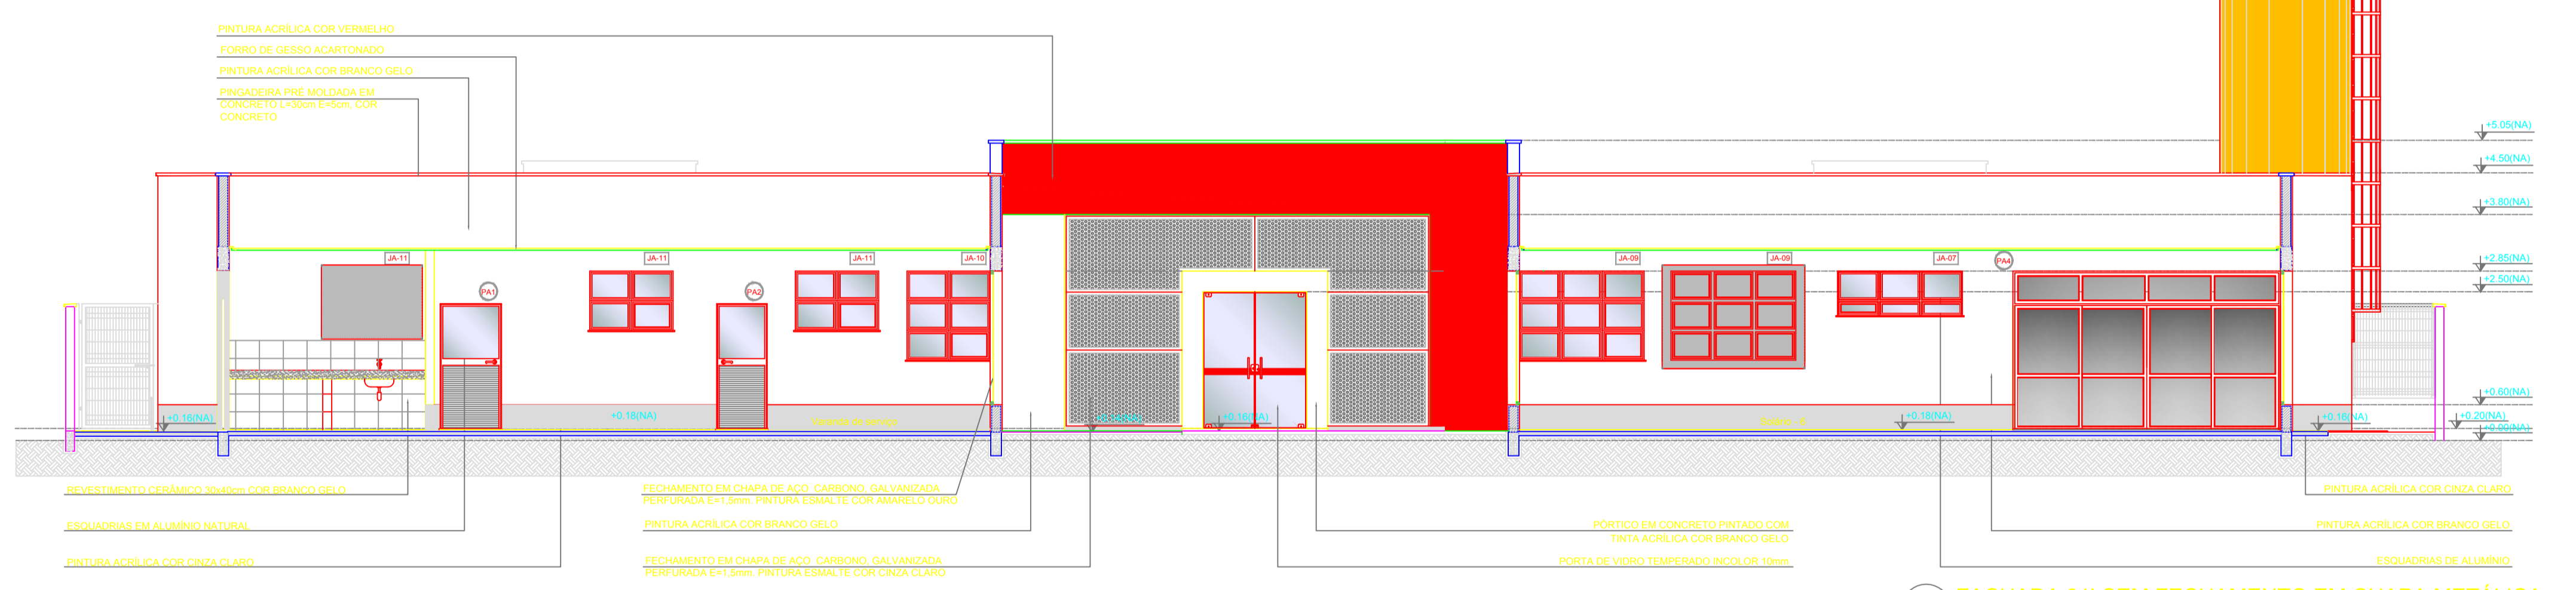 PINTURA ACRÍLICA COR VERMELHO
FORRO DE GESSO ACARTONADO
PINTURA ACRÍLICA COR BRANCO GELO
PINGADEIRA PRÉ MOLDADA EM
CONCRETO L=30cm E=5cm, COR
CONCRETO
+5.05(NA)
+4.50(NA)
+3.80(NA)
+2.85(NA)
+2.50(NA)
+0.60(NA)
+0.20(NA)
+0.00(NA)
JA-11
JA-11
JA-11
JA-10
JA-09
JA-09
JA-07
PA4
PA1
PA2
+0.16(NA)
+0.18(NA)
Varanda de serviço
+0.16(NA)
+0.18(NA)
+0.16(NA)
REVESTIMENTO CERÂMICO 30x40cm COR BRANCO GELO
ESQUADRIAS EM ALUMÍNIO NATURAL
PINTURA ACRÍLICA COR CINZA CLARO
FECHAMENTO EM CHAPA DE AÇO CARBONO, GALVANIZADA
PERFURADA E=1,5mm. PINTURA ESMALTE COR AMARELO OURO
PINTURA ACRÍLICA COR BRANCO GELO
FECHAMENTO EM CHAPA DE AÇO CARBONO, GALVANIZADA
PERFURADA E=1,5mm. PINTURA ESMALTE COR CINZA CLARO
PÓRTICO EM CONCRETO PINTADO COM
TINTA ACRÍLICA COR BRANCO GELO
PORTA DE VIDRO TEMPERADO INCOLOR 10mm
PINTURA ACRÍLICA COR CINZA CLARO
PINTURA ACRÍLICA COR BRANCO GELO
ESQUADRIAS DE ALUMÍNIO